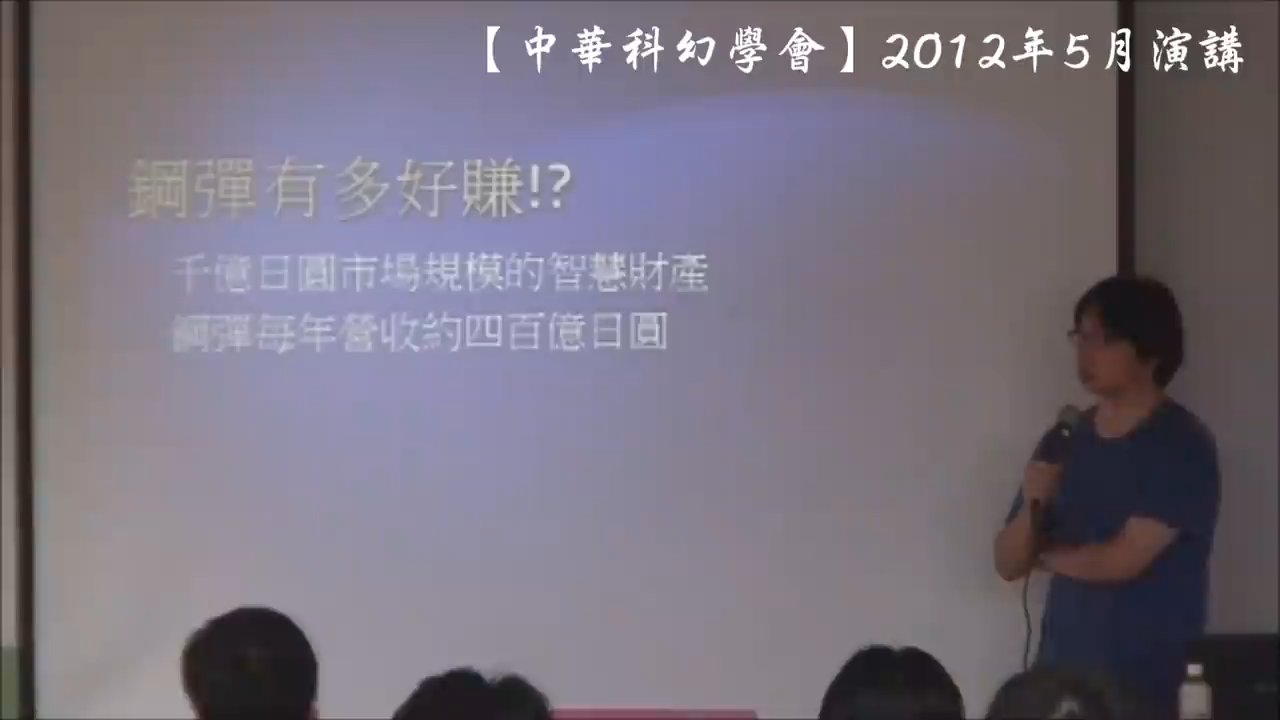 【中華科幻學會】2012年5月演講
鋼彈有多好賺!?
千億日圓市場規模的智慧財產
鋼彈每年營收約四百億日圓